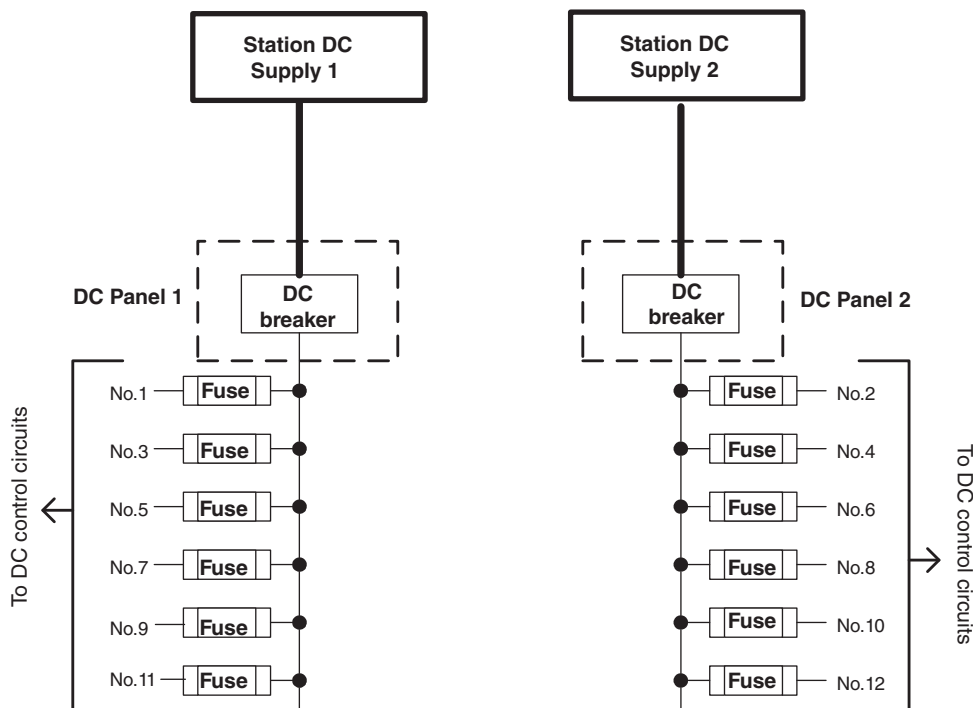 Station DC
Supply 1
Station DC
Supply 2
DC Panel 1
DC
breaker
DC
breaker
DC Panel 2
To DC control circuits
No.1
Fuse
No.3
Fuse
No.5
Fuse
No.7
Fuse
No.9
Fuse
No.11
Fuse
Fuse
No.2
Fuse
No.4
Fuse
No.6
Fuse
No.8
Fuse
No.10
Fuse
No.12
To DC control circuits